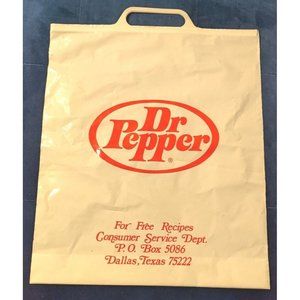 Dr
Pepper
®
For Free Recipes
Consumer Service Dept.
P.O. Box 5086
Dallas, Texas 75222